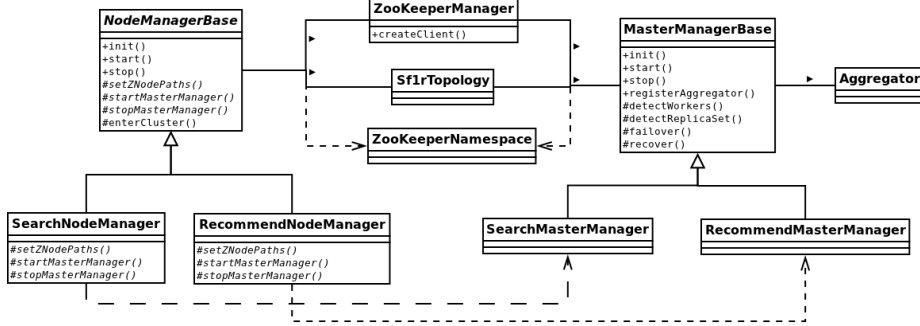 NodeManagerBase
+init()
+start()
+stop()
#setZNodePaths()
#startMasterManager()
#stopMasterManager()
#enterCluster()
ZooKeeperManager
+createClient()
Sf1rTopology
ZooKeeperNamespace
MasterManagerBase
+init()
+start()
+stop()
+registerAggregator()
#detectWorkers()
#detectReplicaSet()
#failover()
#recover()
Aggregator
SearchNodeManager
#setZNodePaths()
#startMasterManager()
#stopMasterManager()
RecommendNodeManager
#setZNodePaths()
#startMasterManager()
#stopMasterManager()
SearchMasterManager
RecommendMasterManager